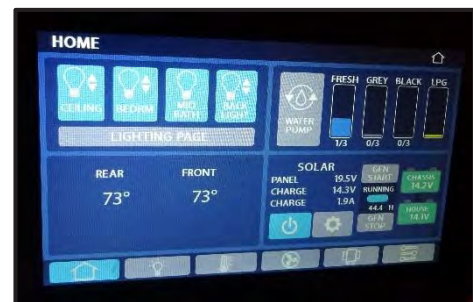 HOME
CEILING BEDRM MID BATH BACK LIGHT
LIGHTING PAGE
WATER PUMP
FRESH GREY BLACK LPG
1/3 0/3 0/3
REAR FRONT
73° 73°
SOLAR
PANEL 19.5V
CHARGE 14.3V
CHARGE 1.9A
GEN START
RUNNING
44.4 H
GEN STOP
CHASSIS 14.2V
HOUSE 14.1V